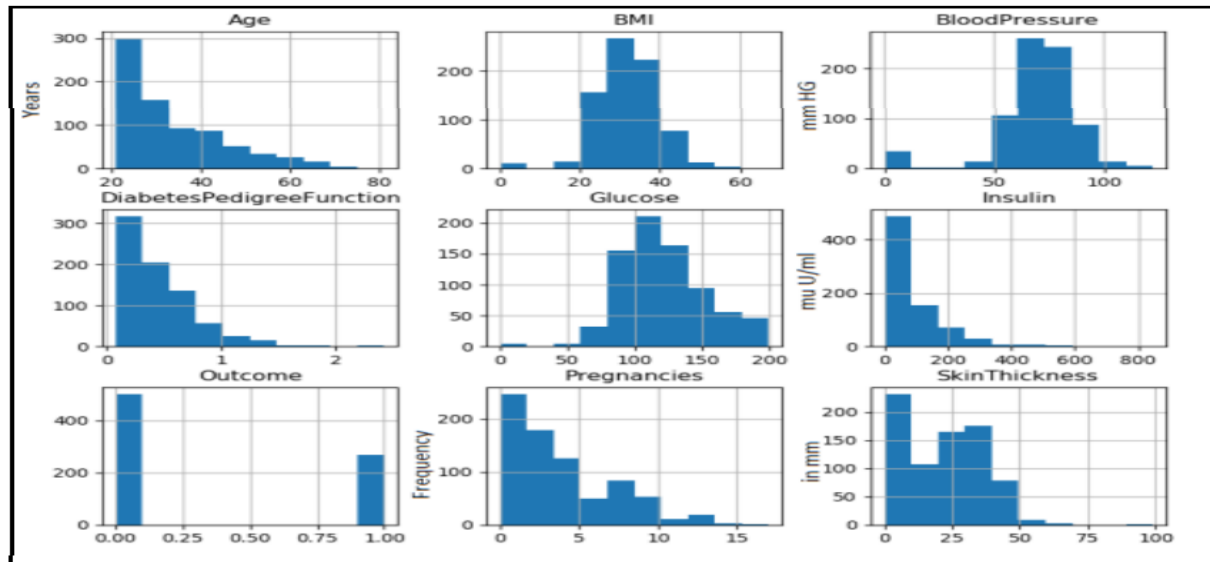 Age
Years
300
200
100
0
20 40 60 80
BMI
200
100
0
0 20 40 60
BloodPressure
mm HG
200
100
0
0 50 100
DiabetesPedigreeFunction
300
200
100
0
0 1 2
Glucose
200
150
100
50
0
0 50 100 150 200
Insulin
mu U/ml
400
200
0
0 200 400 600 800
Outcome
400
200
0
0.00 0.25 0.50 0.75 1.00
Pregnancies
Frequency
200
100
0
0 5 10 15
SkinThickness
in mm
200
150
100
50
0
0 25 50 75 100